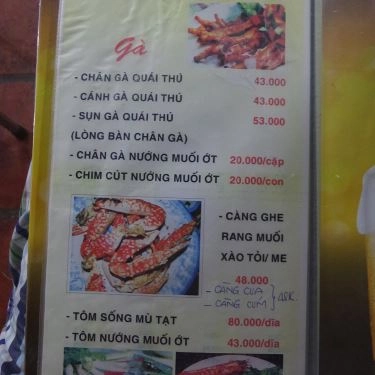 Gà
- CHÂN GÀ QUÁI THÚ 43.000
- CÁNH GÀ QUÁI THÚ 43.000
- SỤN GÀ QUÁI THÚ 53.000
(LÒNG BÀN CHÂN GÀ)
- CHÂN GÀ NƯỚNG MUỐI ỚT 20.000/cặp
- CHIM CÚT NƯỚNG MUỐI ỚT 20.000/con
- CÀNG GHẸ
RANG MUỐI
XÀO TỎI/ ME
48.000
- CÀNG CUA
- CÀNG CUM
- TÔM SỐNG MÙ TẠT 80.000/dĩa
- TÔM NƯỚNG MUỐI ỚT 43.000/dĩa